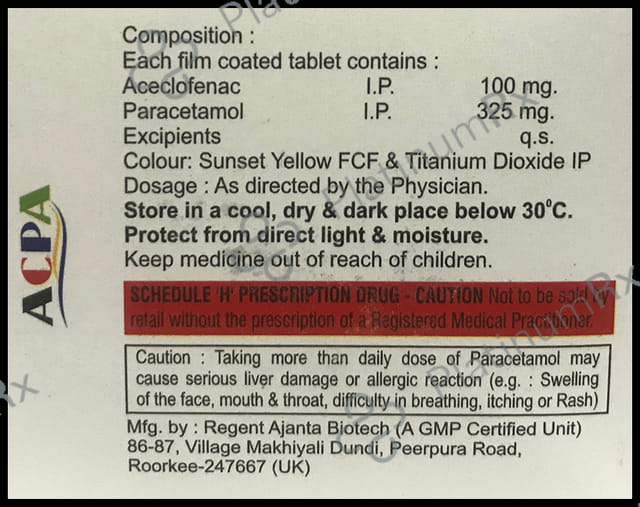 Composition :
Each film coated tablet contains :
Aceclofenac I.P. 100 mg.
Paracetamol I.P. 325 mg.
Excipients q.s.
Colour: Sunset Yellow FCF & Titanium Dioxide IP
Dosage : As directed by the Physician.
Store in a cool, dry & dark place below 30⁰C.
Protect from direct light & moisture.
Keep medicine out of reach of children.
SCHEDULE 'H' PRESCRIPTION DRUG - CAUTION Not to be sold by
retail without the prescription of a Registered Medical Practitioner.
Caution : Taking more than daily dose of Paracetamol may
cause serious liver damage or allergic reaction (e.g. : Swelling
of the face, mouth & throat, difficulty in breathing, itching or Rash)
Mfg. by : Regent Ajanta Biotech (A GMP Certified Unit)
86-87, Village Makhiyali Dundi, Peerpura Road,
Roorkee-247667 (UK)
ACPA
PlatinumRx
PlatinumRx
PlatinumRx
Rx